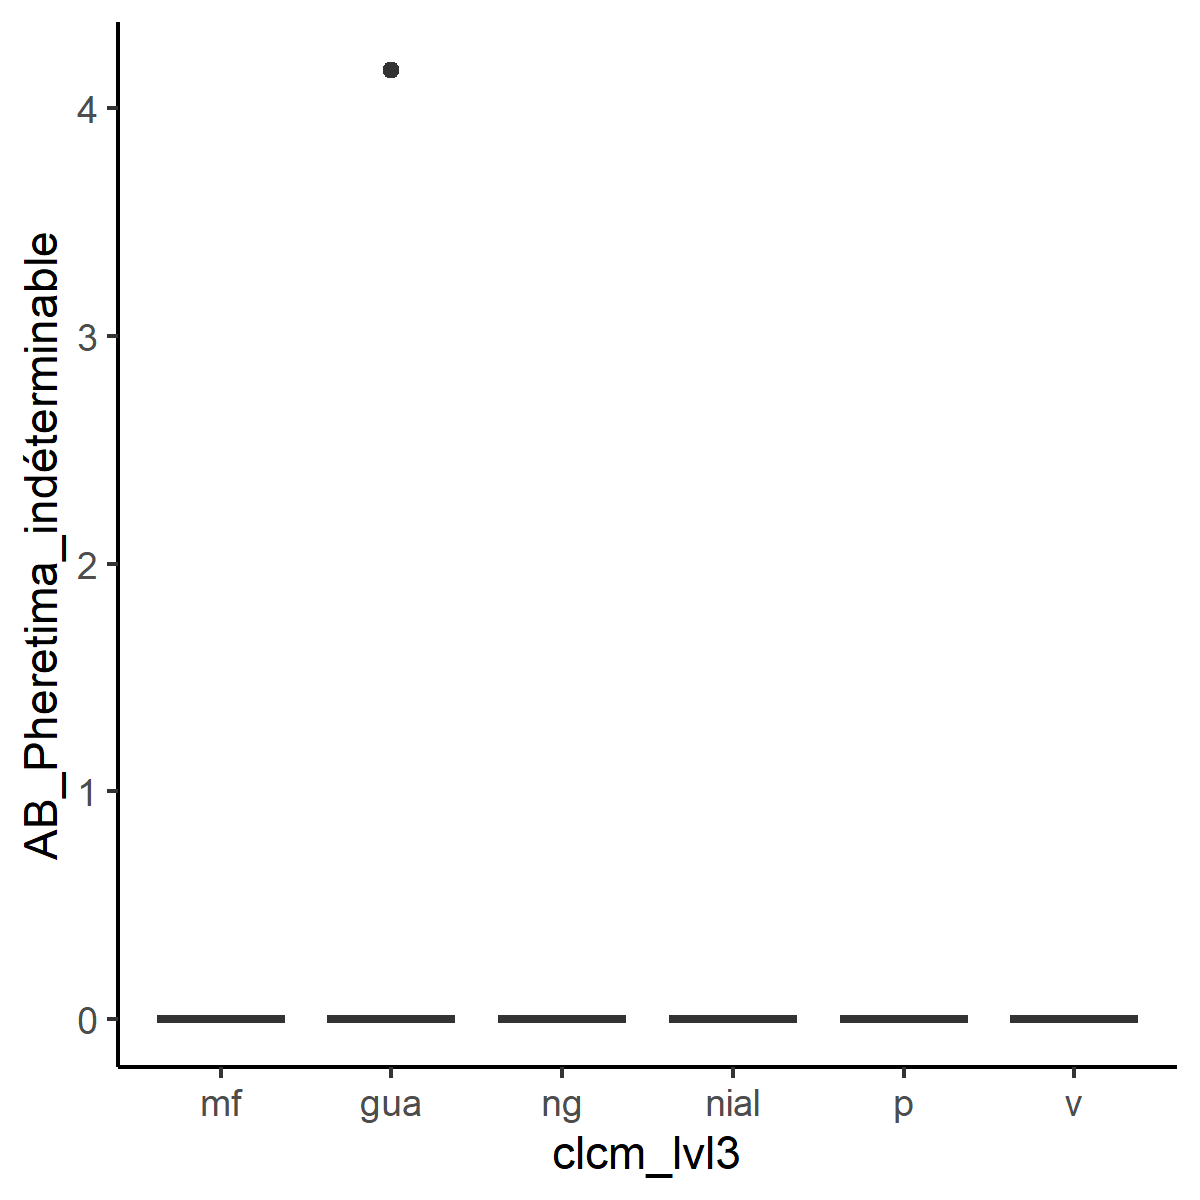 AB_Pheretima_indéterminable
4
3
2
1
0
mf gua ng nial p v
clcm_lvl3